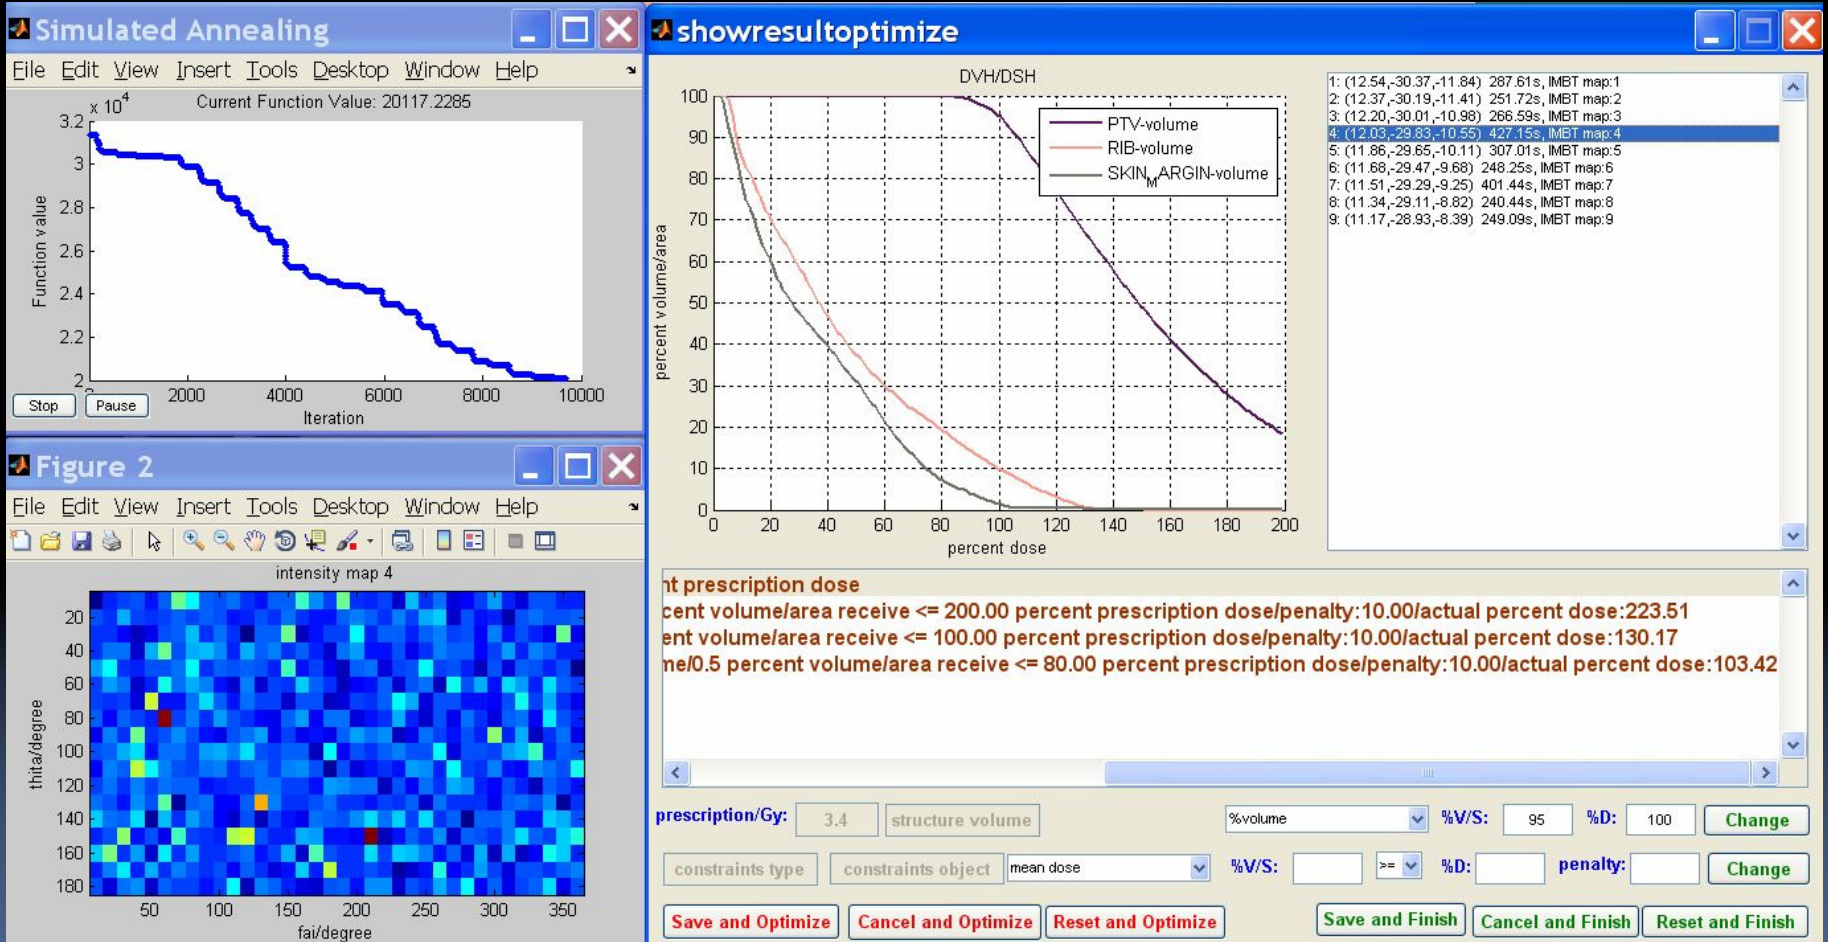 Simulated Annealing
File Edit View Insert Tools Desktop Window Help
x 10^4
Current Function Value: 20117.2285
3.2
3
2.8
2.6
2.4
2.2
2
Function value
2000 4000 6000 8000 10000
Iteration
Stop Pause
Figure 2
File Edit View Insert Tools Desktop Window Help
intensity map 4
20
40
60
80
100
120
140
160
180
thita/degree
50 100 150 200 250 300 350
fai/degree
showresultoptimize
DVH/DSH
100
90
80
70
60
50
40
30
20
10
0
percent volume/area
PTV-volume
RIB-volume
SKIN_MARGIN-volume
0 20 40 60 80 100 120 140 160 180 200
percent dose
1: (12.54,-30.37,-11.84) 287.61s, IMBT map:1
2: (12.37,-30.19,-11.41) 251.72s, IMBT map:2
3: (12.20,-30.01,-10.98) 266.59s, IMBT map:3
4: (12.03,-29.83,-10.55) 427.15s, IMBT map:4
5: (11.86,-29.65,-10.11) 307.01s, IMBT map:5
6: (11.68,-29.47,-9.68) 248.25s, IMBT map:6
7: (11.51,-29.29,-9.25) 401.44s, IMBT map:7
8: (11.34,-29.11,-8.82) 240.44s, IMBT map:8
9: (11.17,-28.93,-8.39) 249.09s, IMBT map:9
nt prescription dose
cent volume/area receive <= 200.00 percent prescription dose/penalty:10.00/actual percent dose:223.51
ent volume/area receive <= 100.00 percent prescription dose/penalty:10.00/actual percent dose:130.17
me/0.5 percent volume/area receive <= 80.00 percent prescription dose/penalty:10.00/actual percent dose:103.42
prescription/Gy: 3.4 structure volume %volume %V/S: 95 %D: 100 Change
constraints type constraints object mean dose %V/S: >= %D: penalty: Change
Save and Optimize Cancel and Optimize Reset and Optimize Save and Finish Cancel and Finish Reset and Finish